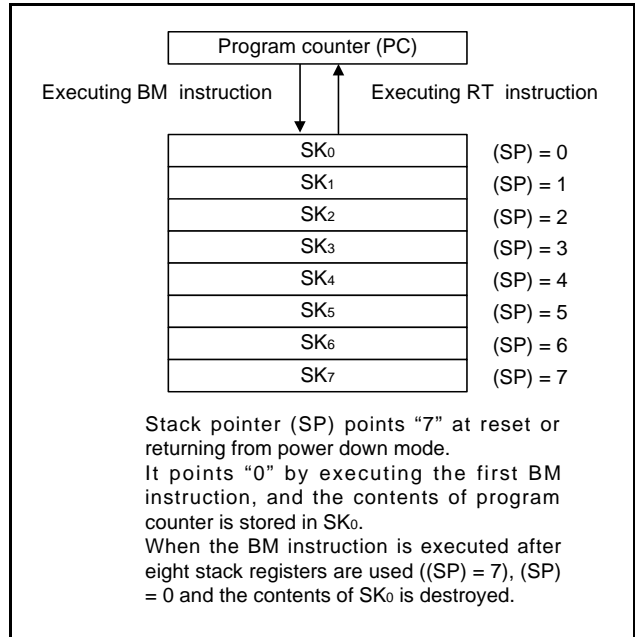 Program counter (PC)
Executing BM instruction Executing RT instruction
SK0 (SP) = 0
SK1 (SP) = 1
SK2 (SP) = 2
SK3 (SP) = 3
SK4 (SP) = 4
SK5 (SP) = 5
SK6 (SP) = 6
SK7 (SP) = 7
Stack pointer (SP) points “7” at reset or
returning from power down mode.
It points “0” by executing the first BM
instruction, and the contents of program
counter is stored in SK0.
When the BM instruction is executed after
eight stack registers are used ((SP) = 7), (SP)
= 0 and the contents of SK0 is destroyed.